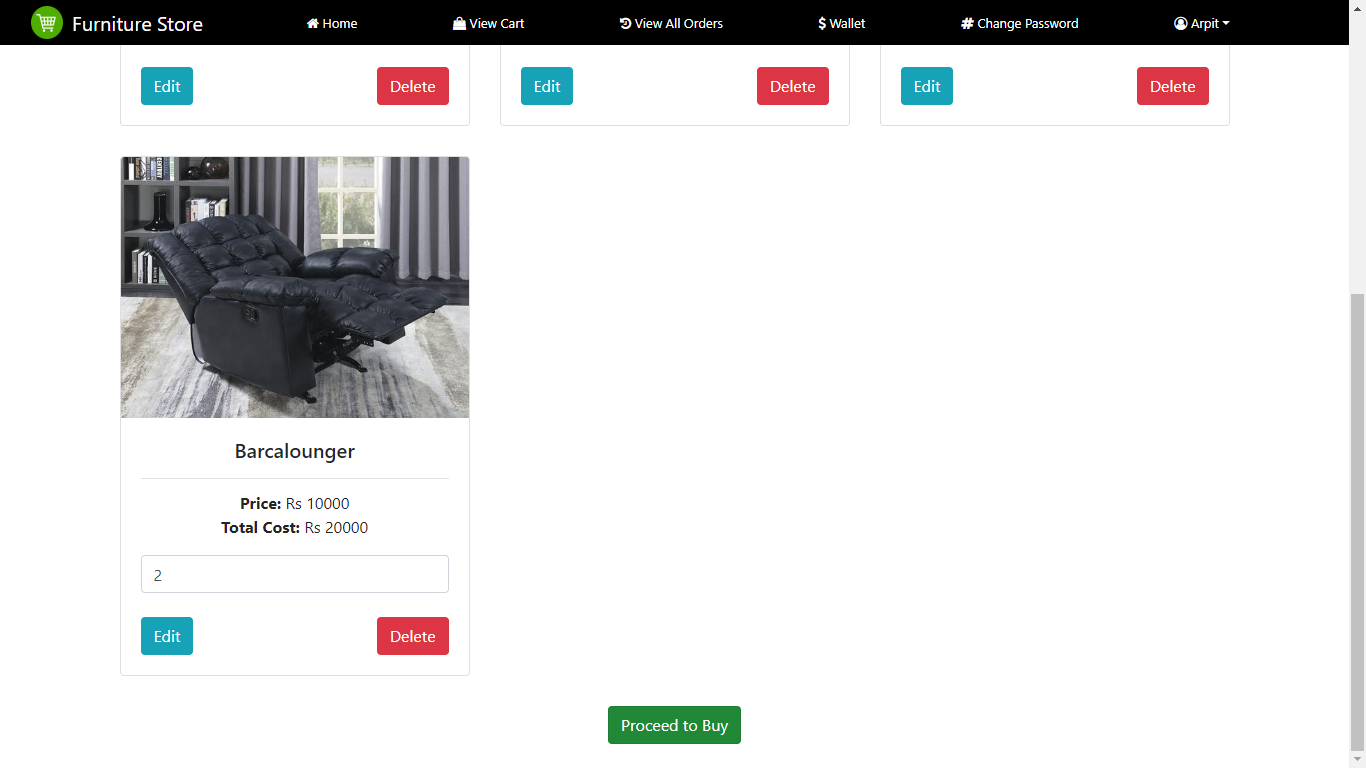 Furniture Store
Home
View Cart
View All Orders
$ Wallet
# Change Password
Arpit
Edit
Delete
Edit
Delete
Edit
Delete
Barcalounger
Price: Rs 10000
Total Cost: Rs 20000
2
Edit
Delete
Proceed to Buy